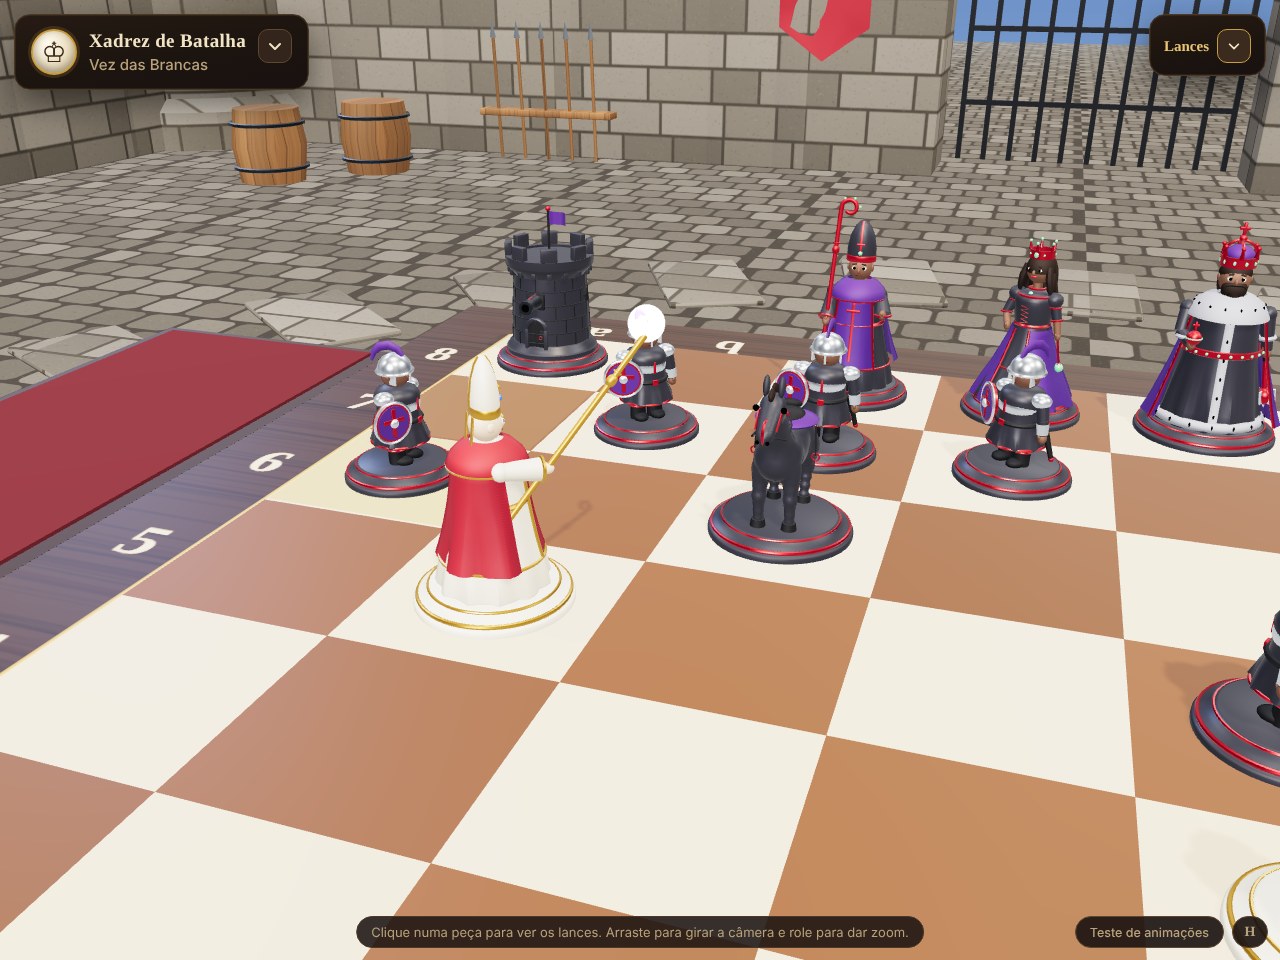 Xadrez de Batalha
Vez das Brancas
Lances
8
a
b
7
6
5
Clique numa peça para ver os lances. Arraste para girar a câmera e role para dar zoom.
Teste de animações
H